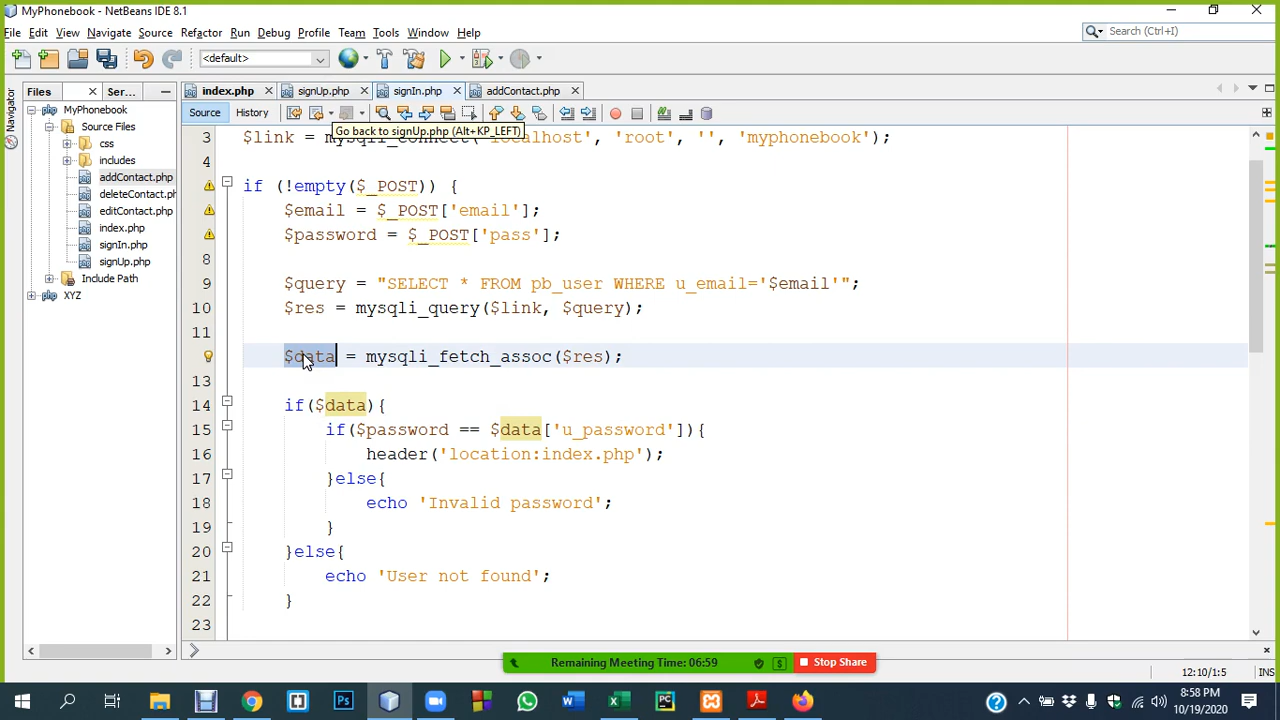 MyPhonebook - NetBeans IDE 8.1
File Edit View Navigate Source Refactor Run Debug Profile Team Tools Window Help
Search (Ctrl+I)
<default>
Files
Ser...
index.php
signUp.php
signIn.php
addContact.php
Navigator
Source
History
Go back to signUp.php (Alt+KP_LEFT)
MyPhonebook
Source Files
css
includes
addContact.php
deleteContact.ph
editContact.php
index.php
signIn.php
signUp.php
Include Path
XYZ
3 $link = mysqli_connect('localhost', 'root', '', 'myphonebook');
4
if (!empty($_POST)) {
$email = $_POST['email'];
$password = $_POST['pass'];
8
9 $query = "SELECT * FROM pb_user WHERE u_email='$email'";
10 $res = mysqli_query($link, $query);
11
$data = mysqli_fetch_assoc($res);
13
14 if($data){
15 if($password == $data['u_password']){
16 header('location:index.php');
17 }else{
18 echo 'Invalid password';
19 }
20 }else{
21 echo 'User not found';
22 }
23
Remaining Meeting Time: 06:59
Stop Share
12:10/1:5
INS
8:58 PM
10/19/2020